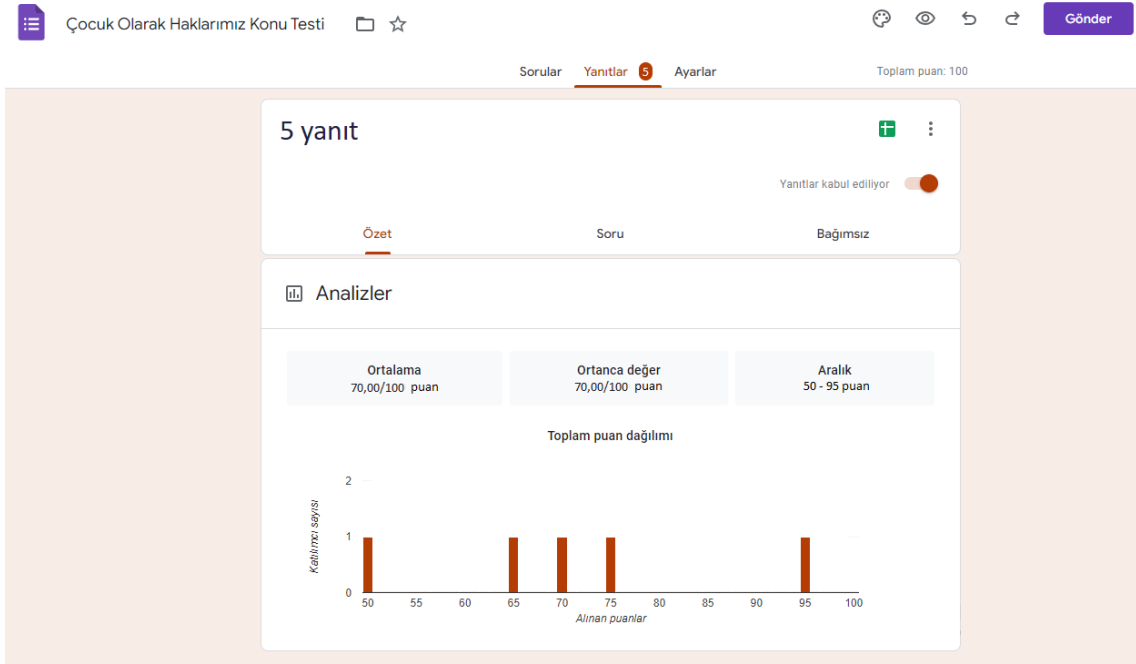 Çocuk Olarak Haklarımız Konu Testi
Gönder
Sorular Yanıtlar 5 Ayarlar
Toplam puan: 100
5 yanıt
Yanıtlar kabul ediliyor
Özet Soru Bağımsız
Analizler
Ortalama
70,00/100 puan
Ortanca değer
70,00/100 puan
Aralık
50 - 95 puan
Toplam puan dağılımı
Katılımcı sayısı
2
1
0
50 55 60 65 70 75 80 85 90 95 100
Alınan puanlar